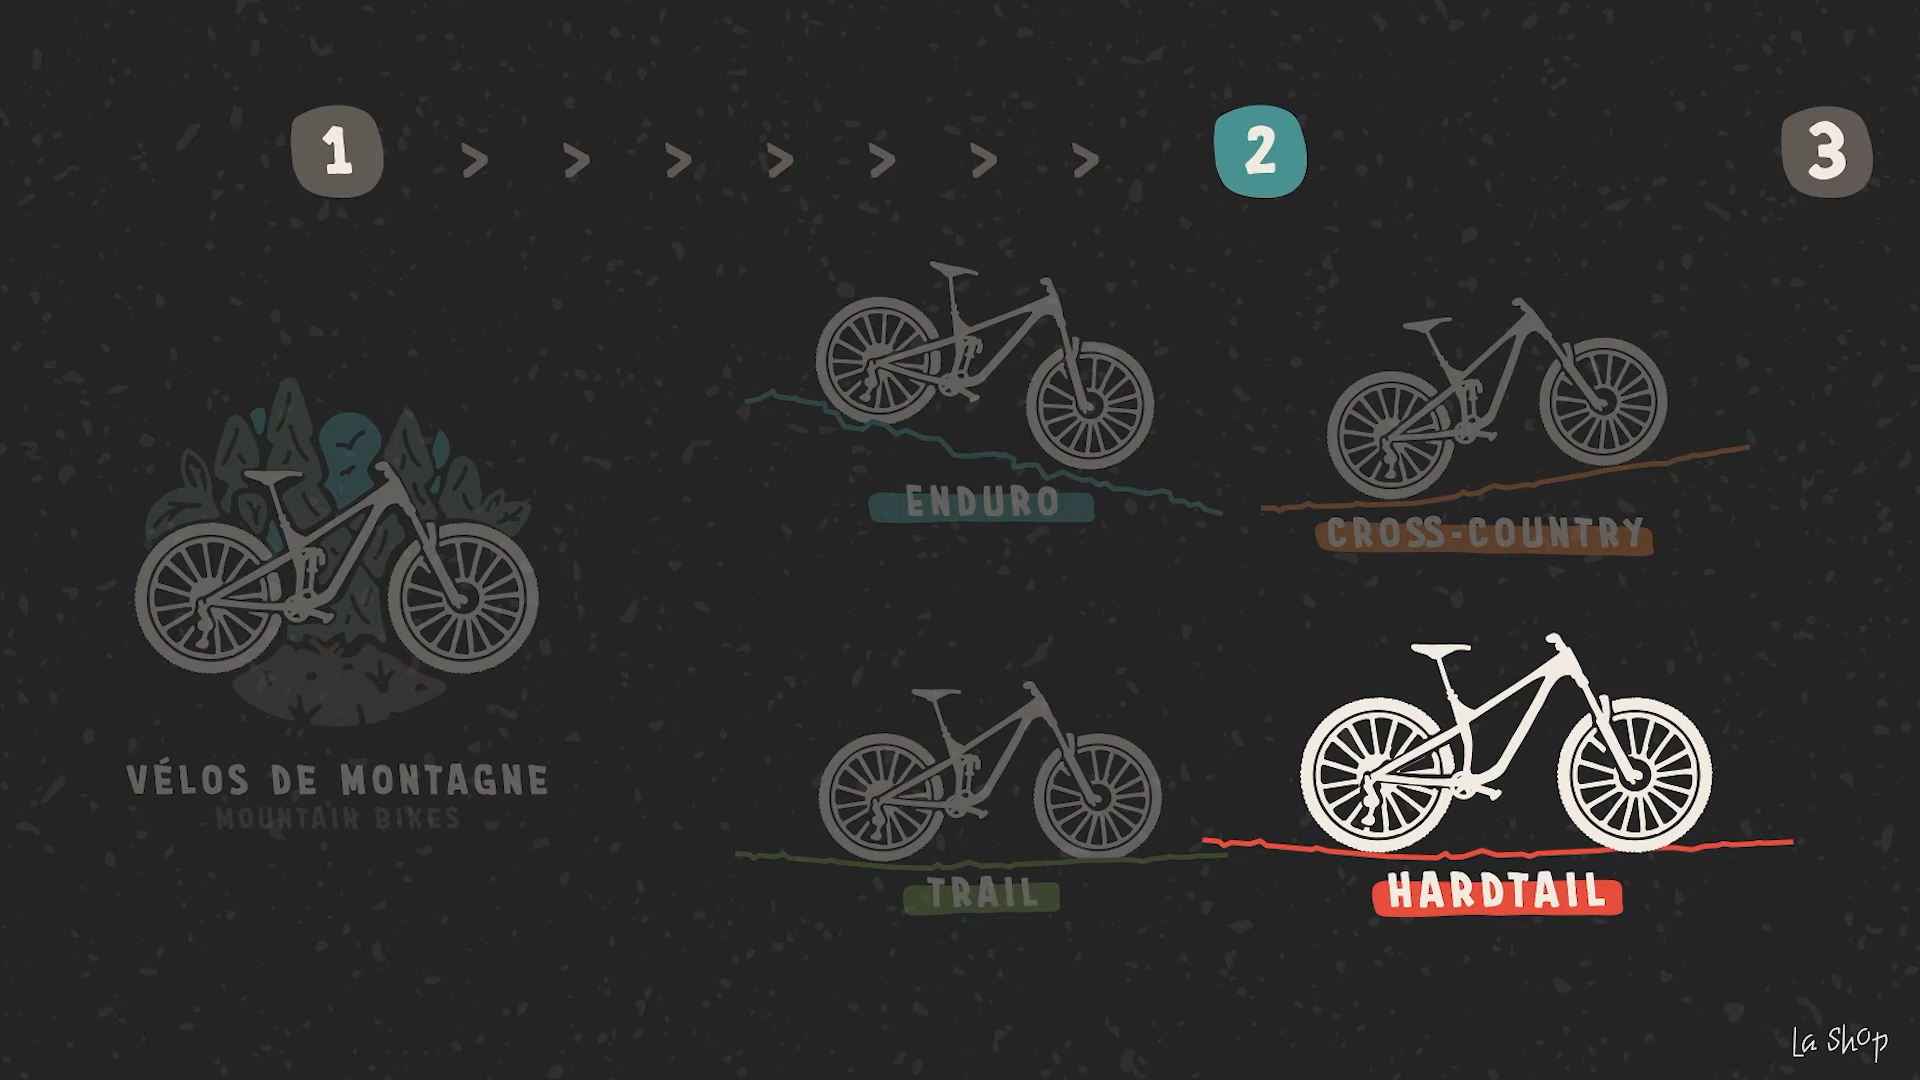 1 > > > > > > > 2 3
ENDURO
CROSS-COUNTRY
VÉLOS DE MONTAGNE
MOUNTAIN BIKES
TRAIL
HARDTAIL
La Shop